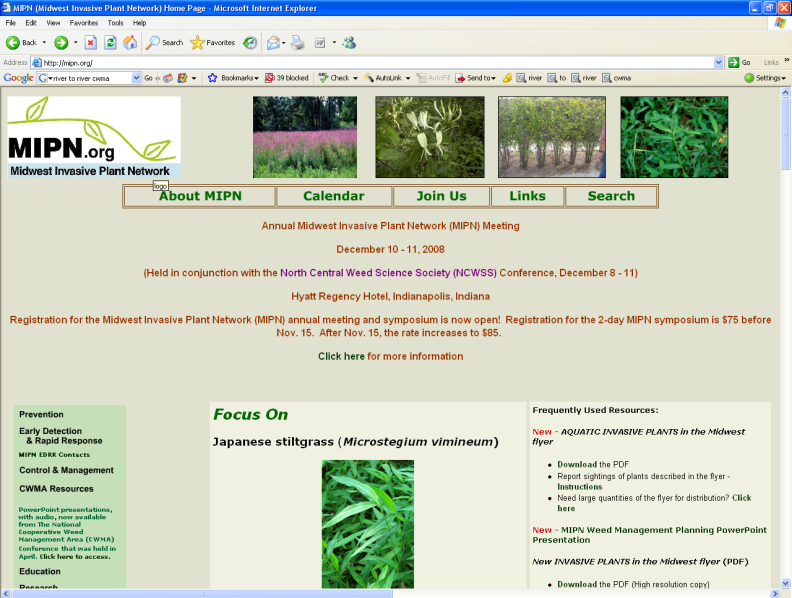 MIPN (Midwest Invasive Plant Network) Home Page - Microsoft Internet Explorer
File Edit View Favorites Tools Help
Back Search Favorites
Address http://mipn.org/ Go Links »
Google river to river cwma Go Bookmarks 39 blocked Check AutoLink AutoFill Send to river to river cwma Settings
MIPN.org
Midwest Invasive Plant Network
logo
About MIPN Calendar Join Us Links Search
Annual Midwest Invasive Plant Network (MIPN) Meeting
December 10 - 11, 2008
(Held in conjunction with the North Central Weed Science Society (NCWSS) Conference, December 8 - 11)
Hyatt Regency Hotel, Indianapolis, Indiana
Registration for the Midwest Invasive Plant Network (MIPN) annual meeting and symposium is now open! Registration for the 2-day MIPN symposium is $75 before
Nov. 15. After Nov. 15, the rate increases to $85.
Click here for more information
Prevention
Early Detection
& Rapid Response
MIPN EDRR Contacts
Control & Management
CWMA Resources
PowerPoint presentations,
with audio, now available
from The National
Cooperative Weed
Management Area (CWMA)
Conference that was held in
April. Click here to access.
Education
Research
Focus On
Japanese stiltgrass (Microstegium vimineum)
Frequently Used Resources:
New - AQUATIC INVASIVE PLANTS in the Midwest
flyer
• Download the PDF
• Report sightings of plants described in the flyer -
Instructions
• Need large quantities of the flyer for distribution? Click
here
New - MIPN Weed Management Planning PowerPoint
Presentation
New INVASIVE PLANTS in the Midwest flyer (PDF)
• Download the PDF (High resolution copy)